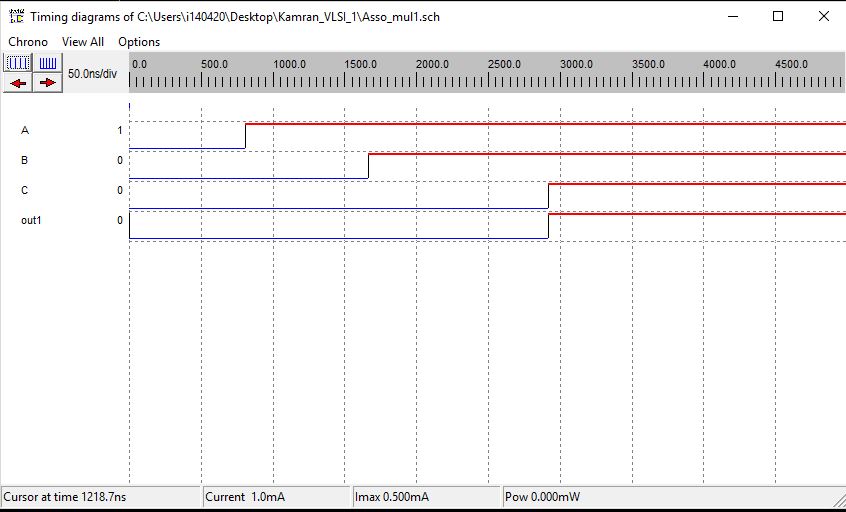 Timing diagrams of C:\Users\i140420\Desktop\Kamran_VLSI_1\Asso_mul1.sch
Chrono View All Options
50.0ns/div 0.0 500.0 1000.0 1500.0 2000.0 2500.0 3000.0 3500.0 4000.0 4500.0
A 1
B 0
C 0
out1 0
Cursor at time 1218.7ns Current 1.0mA Imax 0.500mA Pow 0.000mW